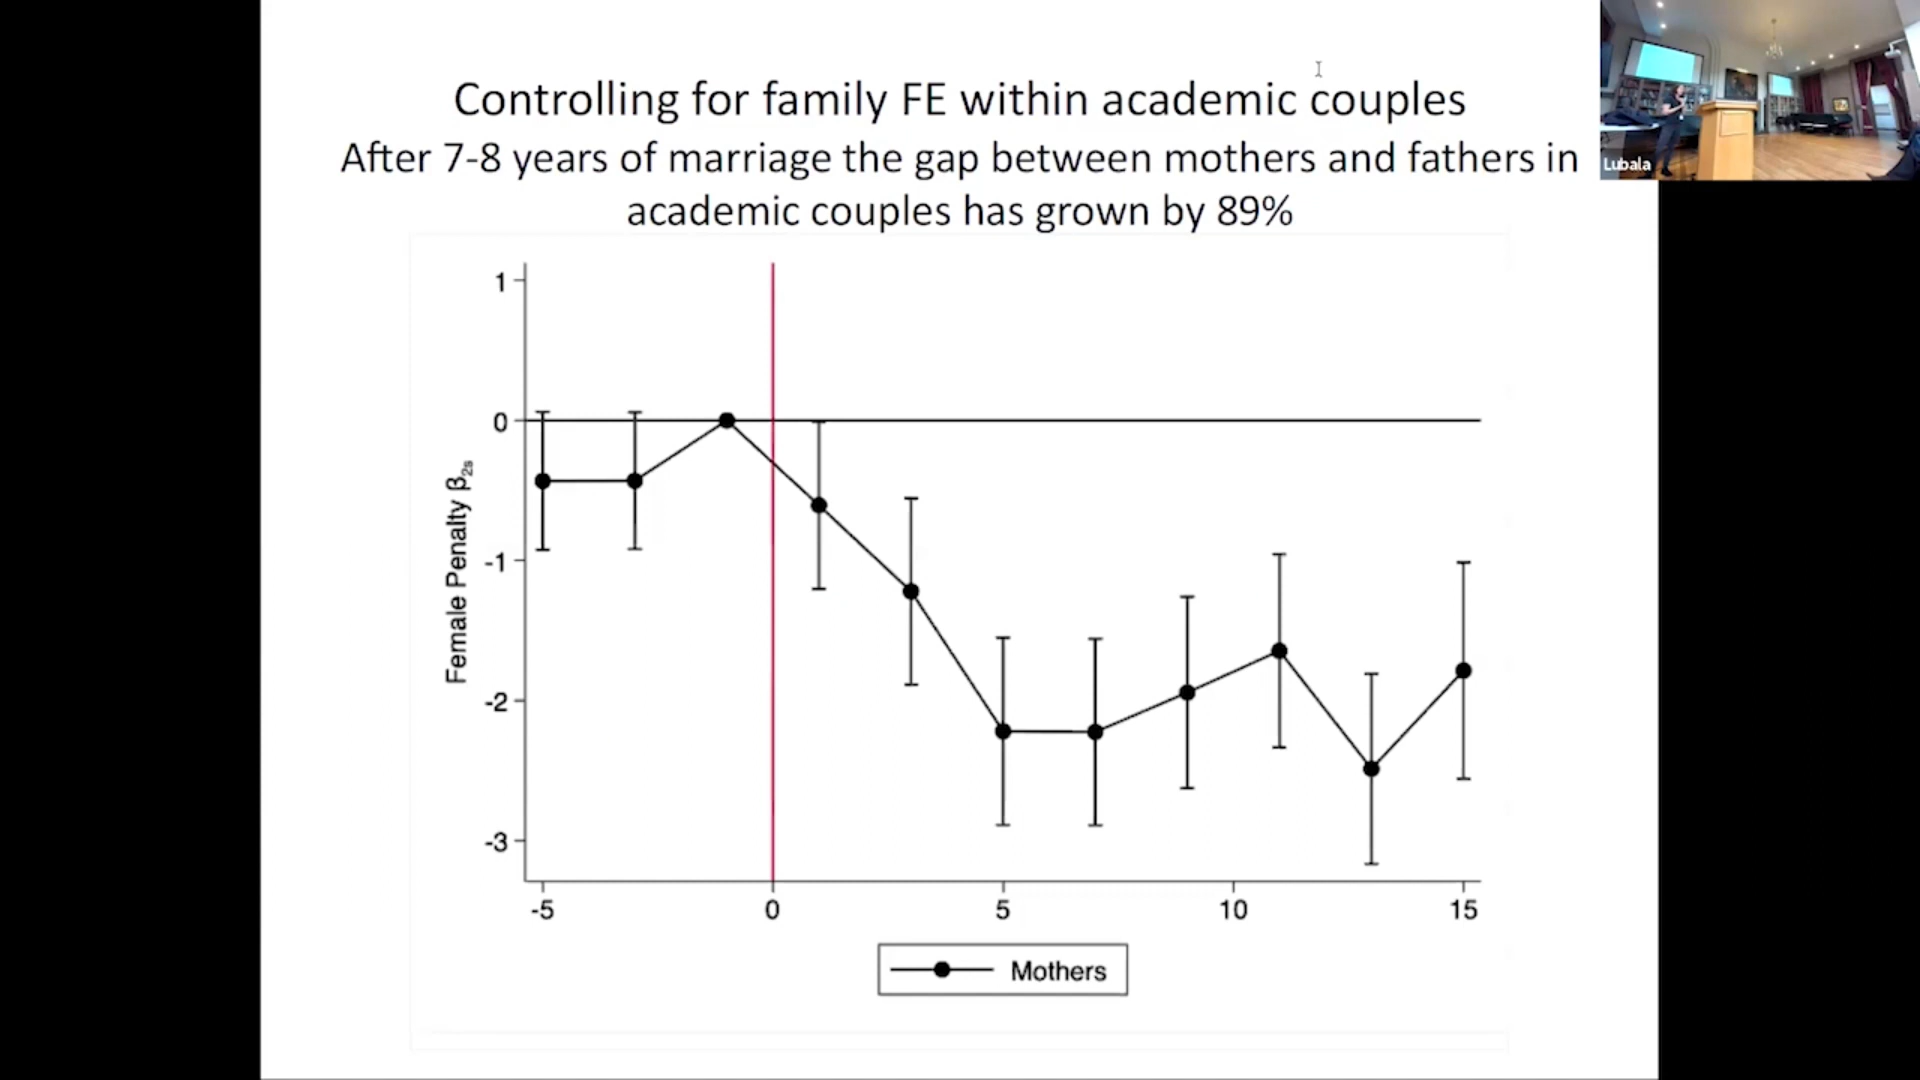 Controlling for family FE within academic couples
After 7-8 years of marriage the gap between mothers and fathers in
academic couples has grown by 89%
Lubala
1
0
-1
-2
-3
Female Penalty β₂ₛ
-5
0
5
10
15
Mothers